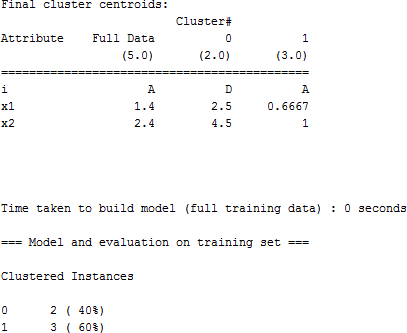 Final cluster centroids:
                         Cluster#
Attribute    Full Data          0          1
                 (5.0)      (2.0)      (3.0)
============================================
i                    A          D          A
x1                 1.4        2.5     0.6667
x2                 2.4        4.5          1
Time taken to build model (full training data) : 0 seconds
=== Model and evaluation on training set ===
Clustered Instances
0      2 ( 40%)
1      3 ( 60%)